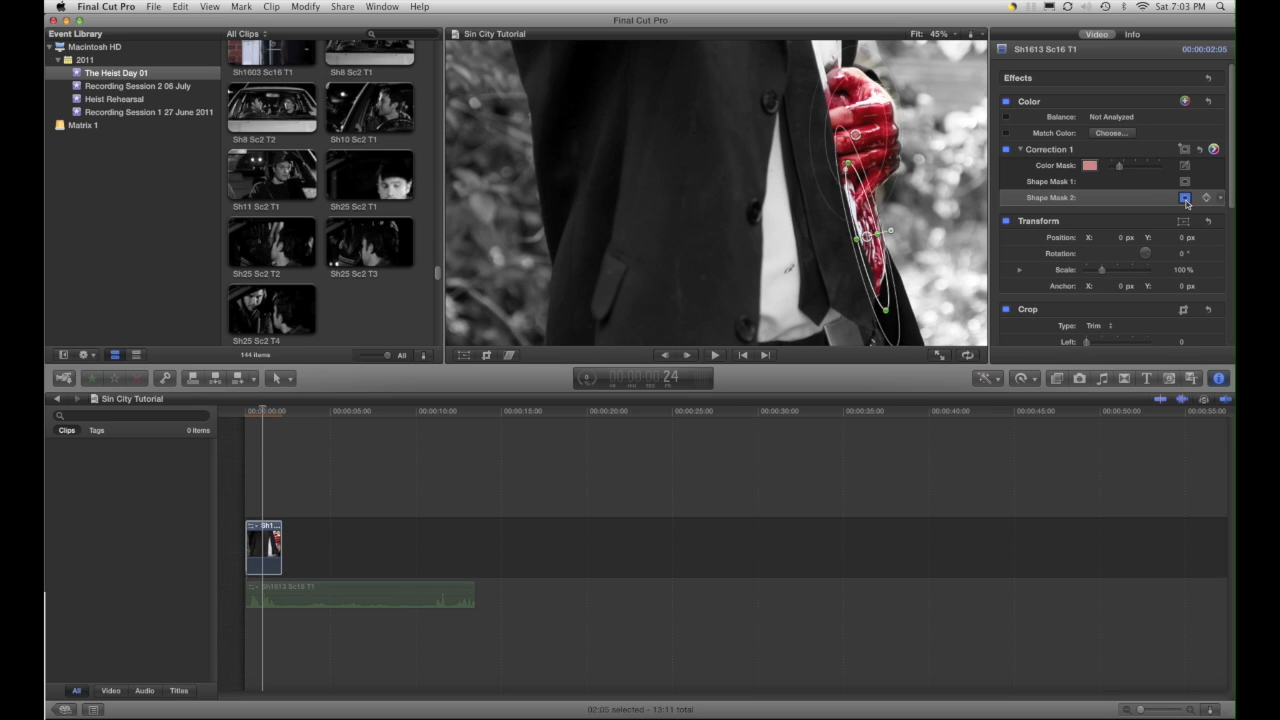 Final Cut Pro File Edit View Mark Clip Modify Share Window Help Sat 7:03 PM
Final Cut Pro
Event Library All Clips Sin City Tutorial Fit: 45% Video Info
Macintosh HD
2011
The Heist Day 01
Recording Session 2 06 July
Heist Rehearsal
Recording Session 1 27 June 2011
Matrix 1
Sh1603 Sc16 T1 Sh8 Sc2 T1
Sh8 Sc2 T2 Sh10 Sc2 T1
Sh11 Sc2 T1 Sh25 Sc2 T1
Sh25 Sc2 T2 Sh25 Sc2 T3
Sh25 Sc2 T4
144 items All
Sh1613 Sc16 T1 00:00:02:05
Effects
Color
Balance: Not Analyzed
Match Color: Choose...
Correction 1
Color Mask:
Shape Mask 1:
Shape Mask 2:
Transform
Position: X: 0 px Y: 0 px
Rotation: 0 °
Scale: 100 %
Anchor: X: 0 px Y: 0 px
Crop
Type: Trim
Left: 0
00:00:00:24
HR MIN SEC FR
Sin City Tutorial
Clips Tags 0 items
00:00:00:00 00:00:05:00 00:00:10:00 00:00:15:00 00:00:20:00 00:00:25:00 00:00:30:00 00:00:35:00 00:00:40:00 00:00:45:00 00:00:50:00 00:00:55:00
Sh1...
Sh1613 Sc16 T1
All Video Audio Titles
02:05 selected - 13:11 total